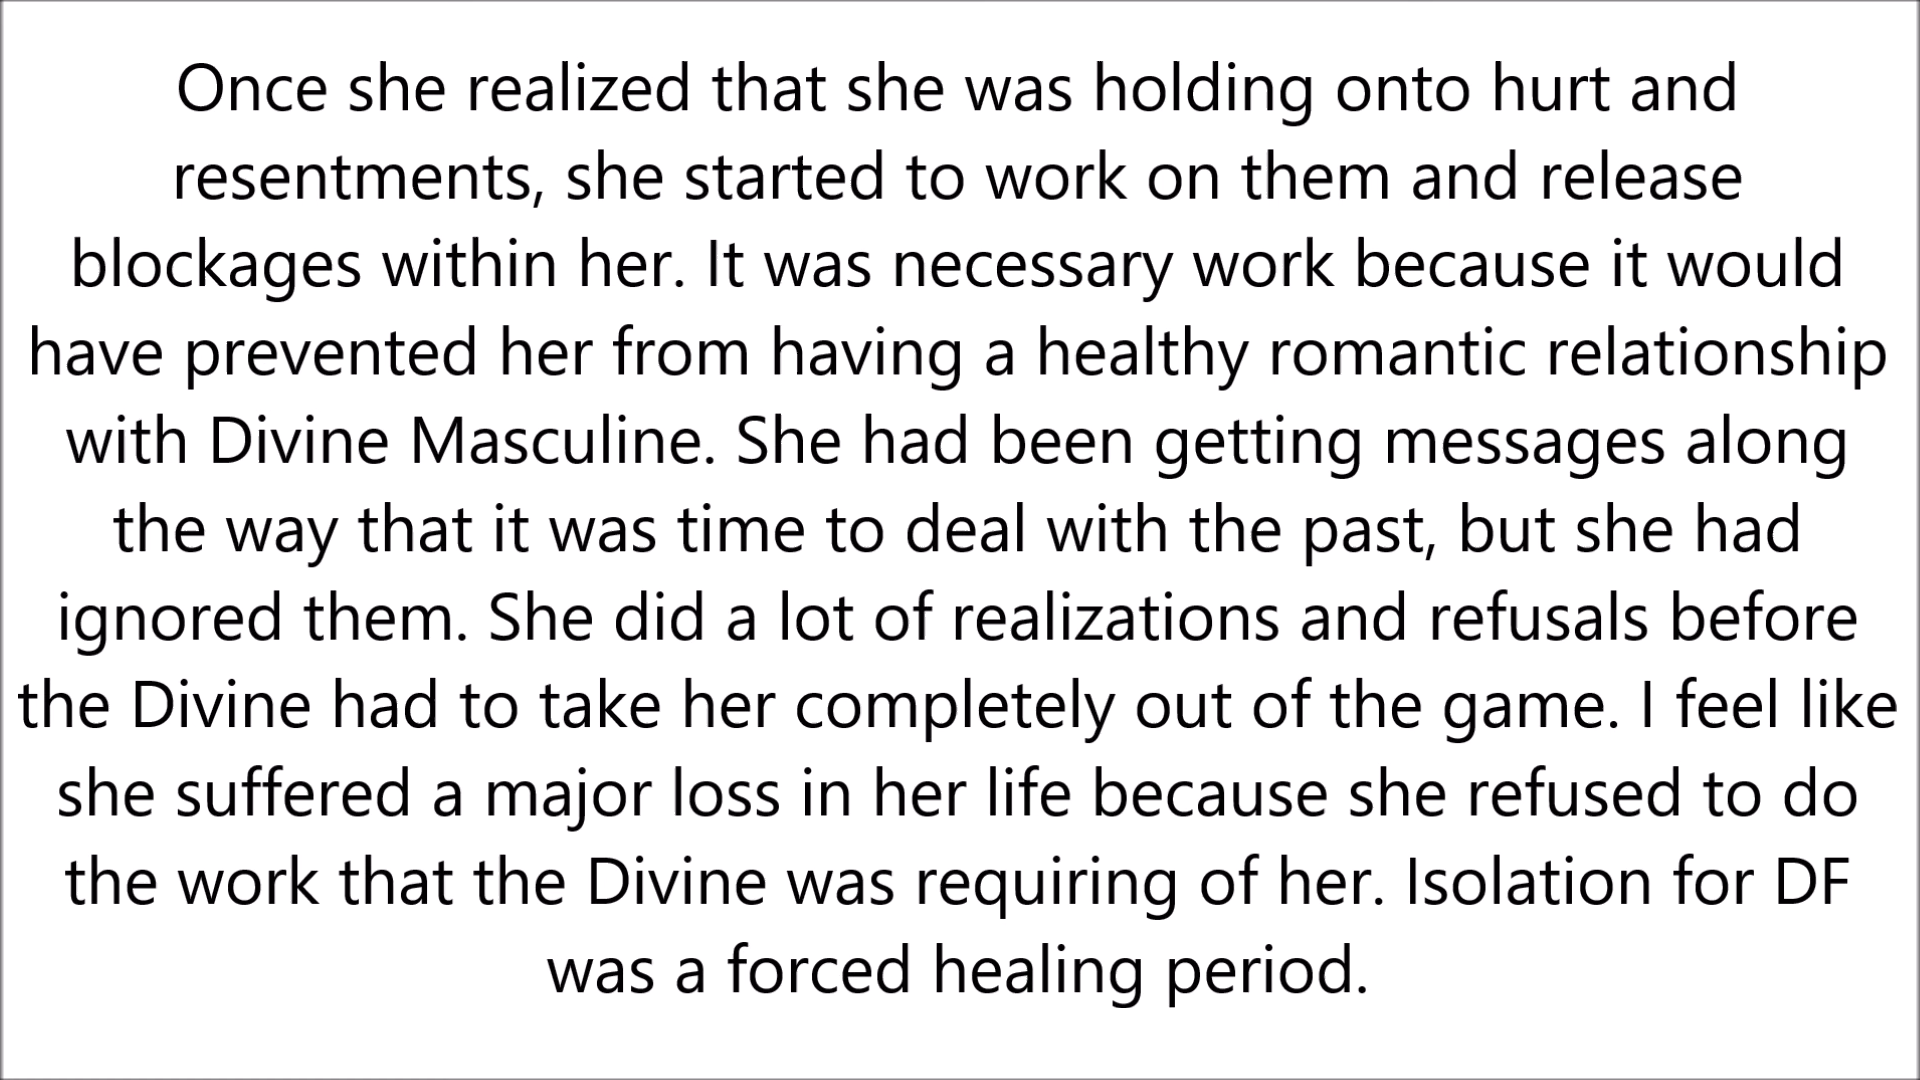 Once she realized that she was holding onto hurt and
resentments, she started to work on them and release
blockages within her. It was necessary work because it would
have prevented her from having a healthy romantic relationship
with Divine Masculine. She had been getting messages along
the way that it was time to deal with the past, but she had
ignored them. She did a lot of realizations and refusals before
the Divine had to take her completely out of the game. I feel like
she suffered a major loss in her life because she refused to do
the work that the Divine was requiring of her. Isolation for DF
was a forced healing period.